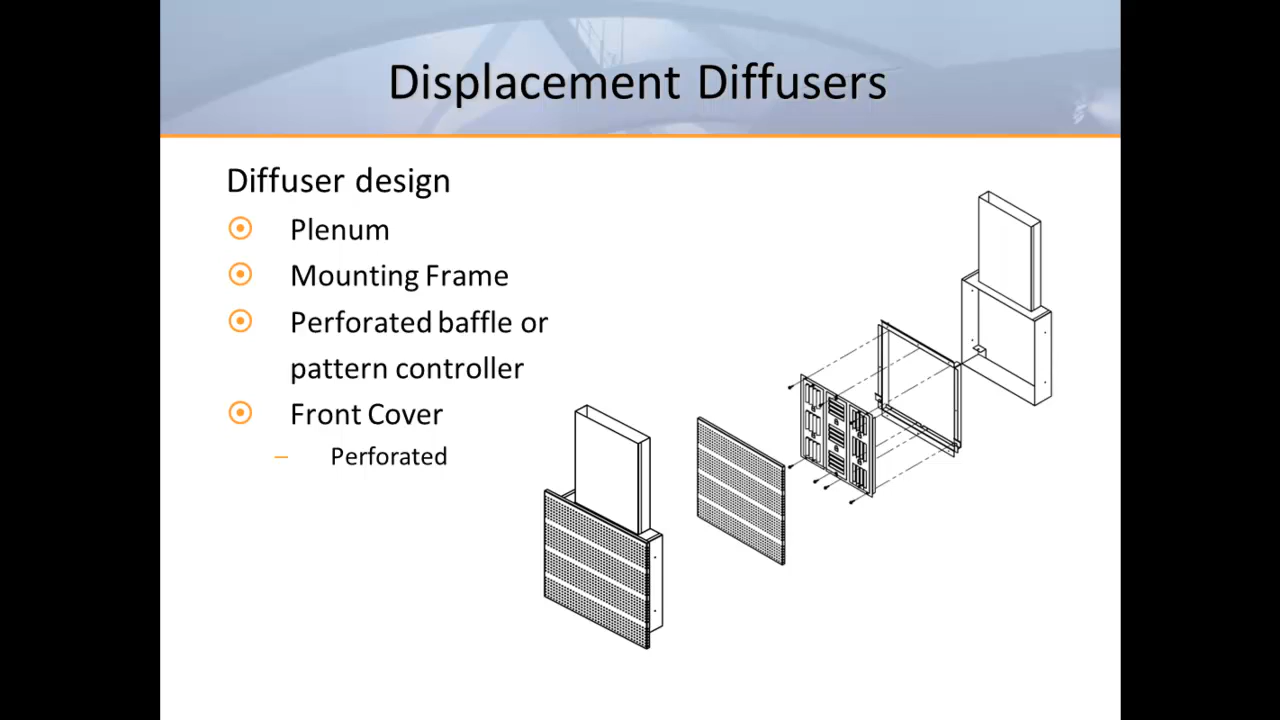 Displacement Diffusers
Diffuser design
Plenum
Mounting Frame
Perforated baffle or
pattern controller
Front Cover
– Perforated